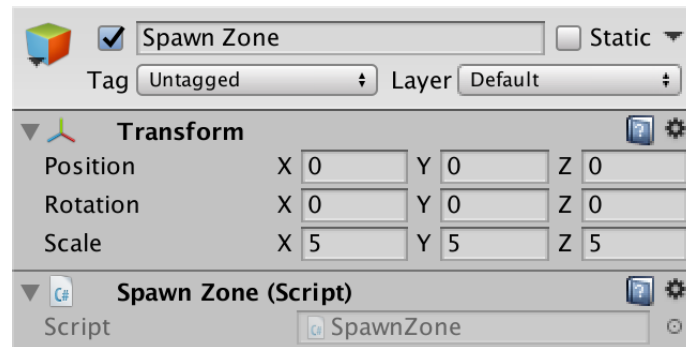 Spawn Zone Static
Tag Untagged Layer Default
Transform
Position X 0 Y 0 Z 0
Rotation X 0 Y 0 Z 0
Scale X 5 Y 5 Z 5
C# Spawn Zone (Script)
Script C# SpawnZone